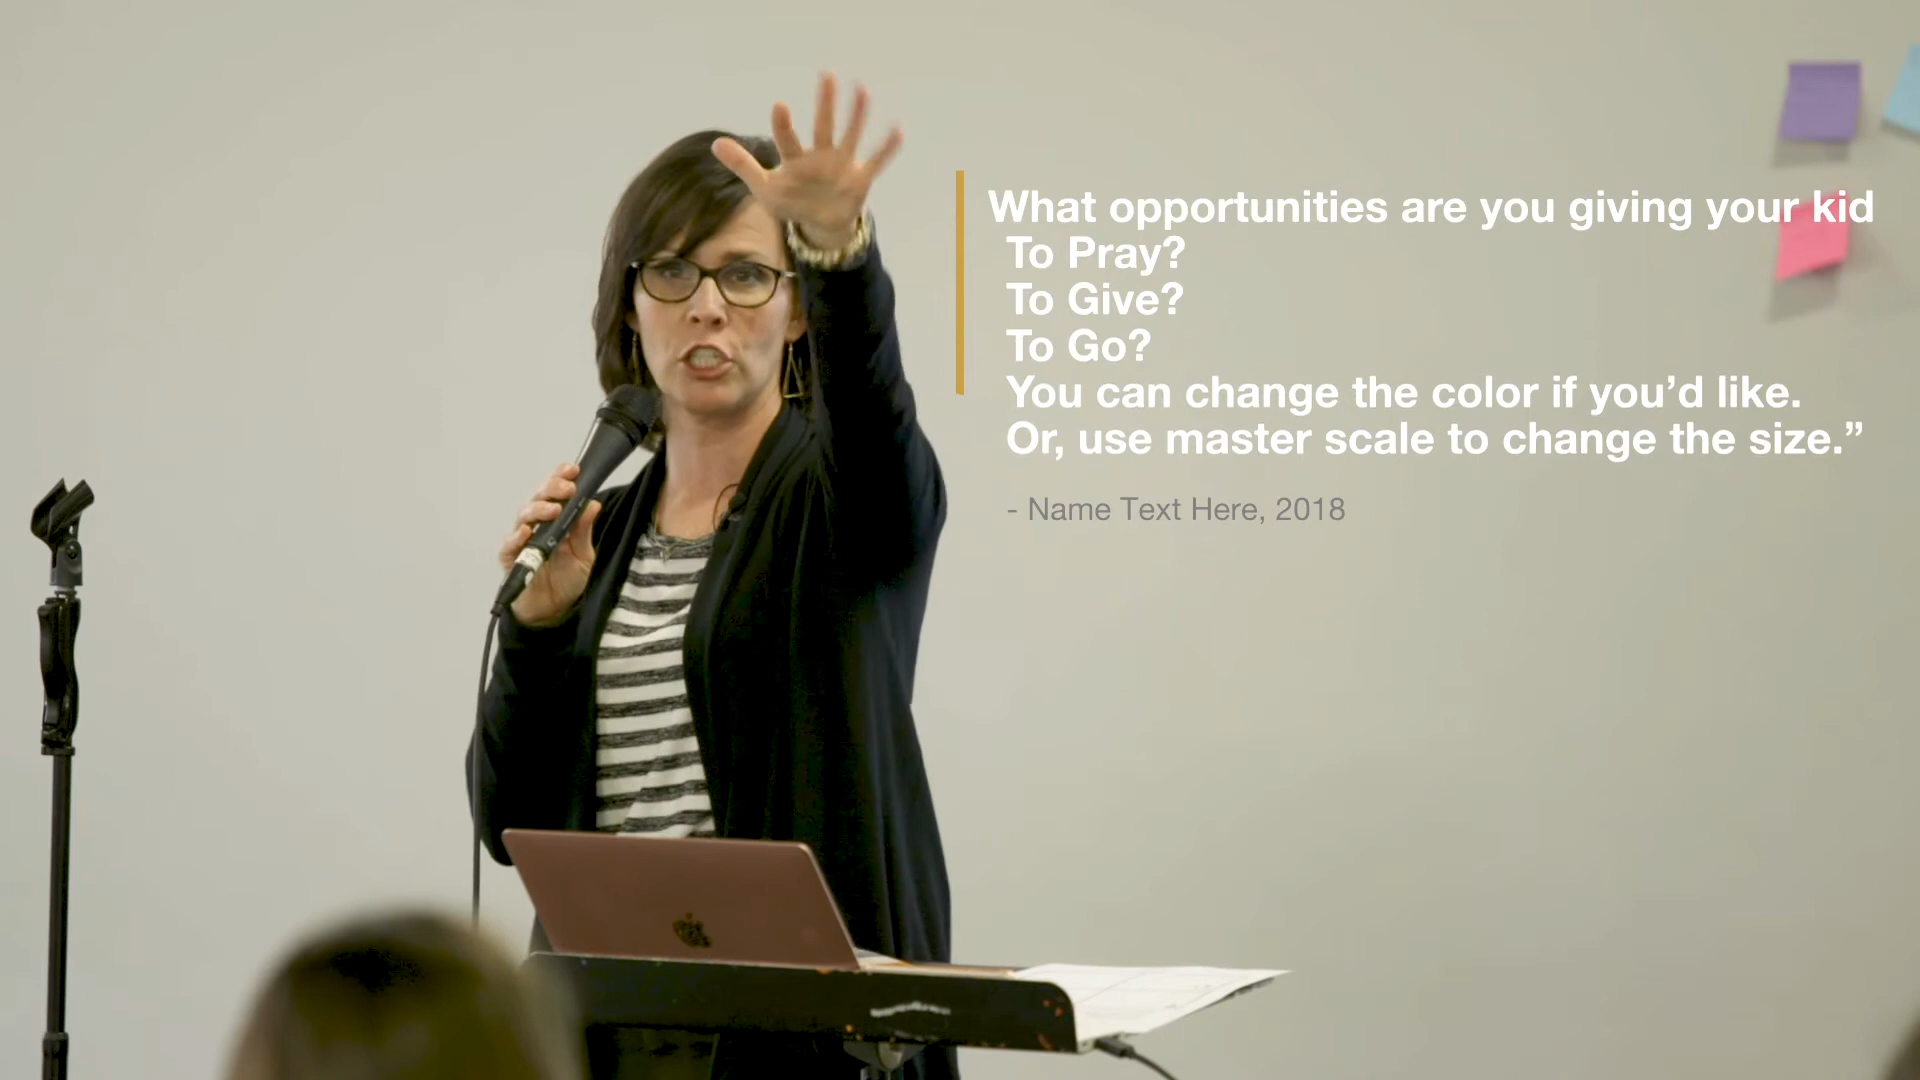 What opportunities are you giving your kid
To Pray?
To Give?
To Go?
You can change the color if you’d like.
Or, use master scale to change the size.”
- Name Text Here, 2018